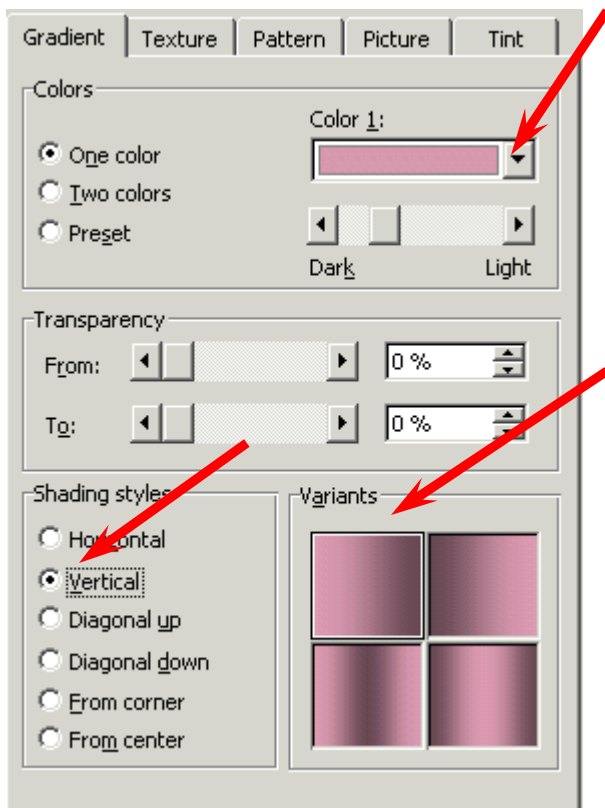 Gradient Texture Pattern Picture Tint
Colors
Color 1:
One color
Two colors
Preset
Dark Light
Transparency
From: 0 %
To: 0 %
Shading styles
Horizontal
Vertical
Diagonal up
Diagonal down
From corner
From center
Variants